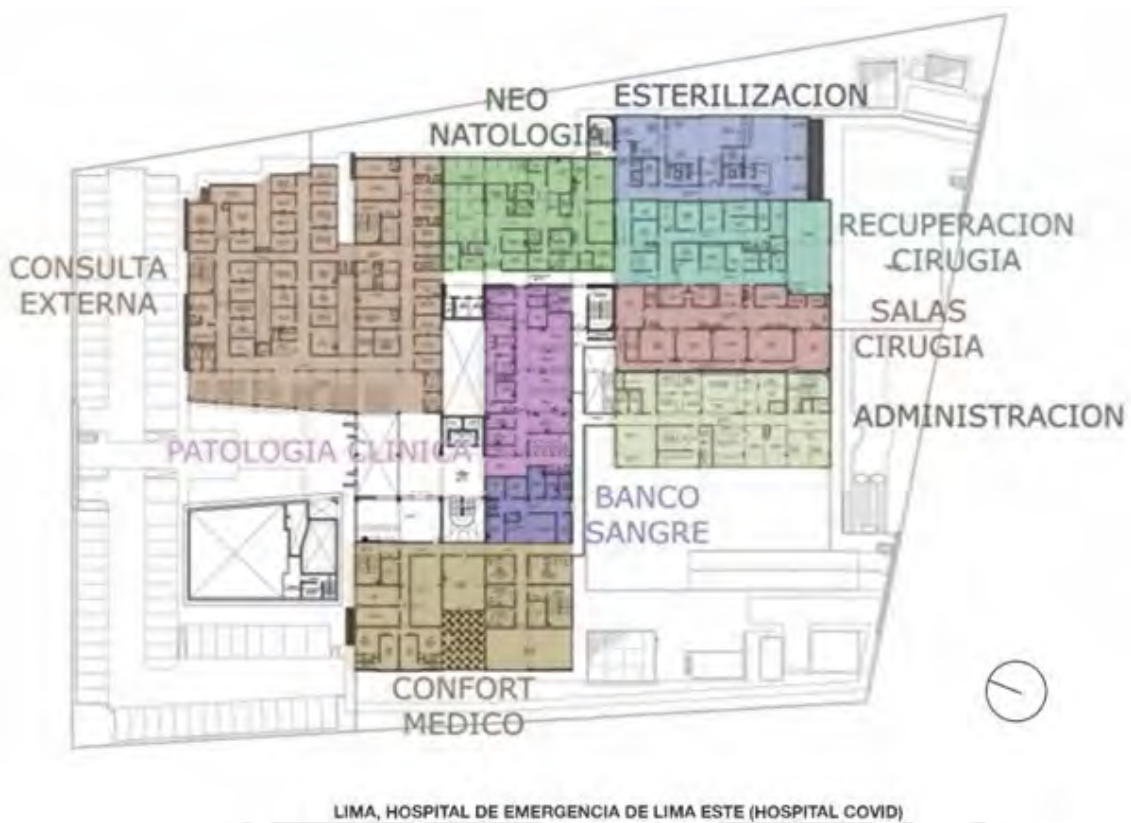 NEO
NATOLOGIA
ESTERILIZACION
RECUPERACION
CIRUGIA
CONSULTA
EXTERNA
SALAS
CIRUGIA
ADMINISTRACION
PATOLOGIA CLINICA
BANCO
SANGRE
CONFORT
MEDICO
LIMA, HOSPITAL DE EMERGENCIA DE LIMA ESTE (HOSPITAL COVID)